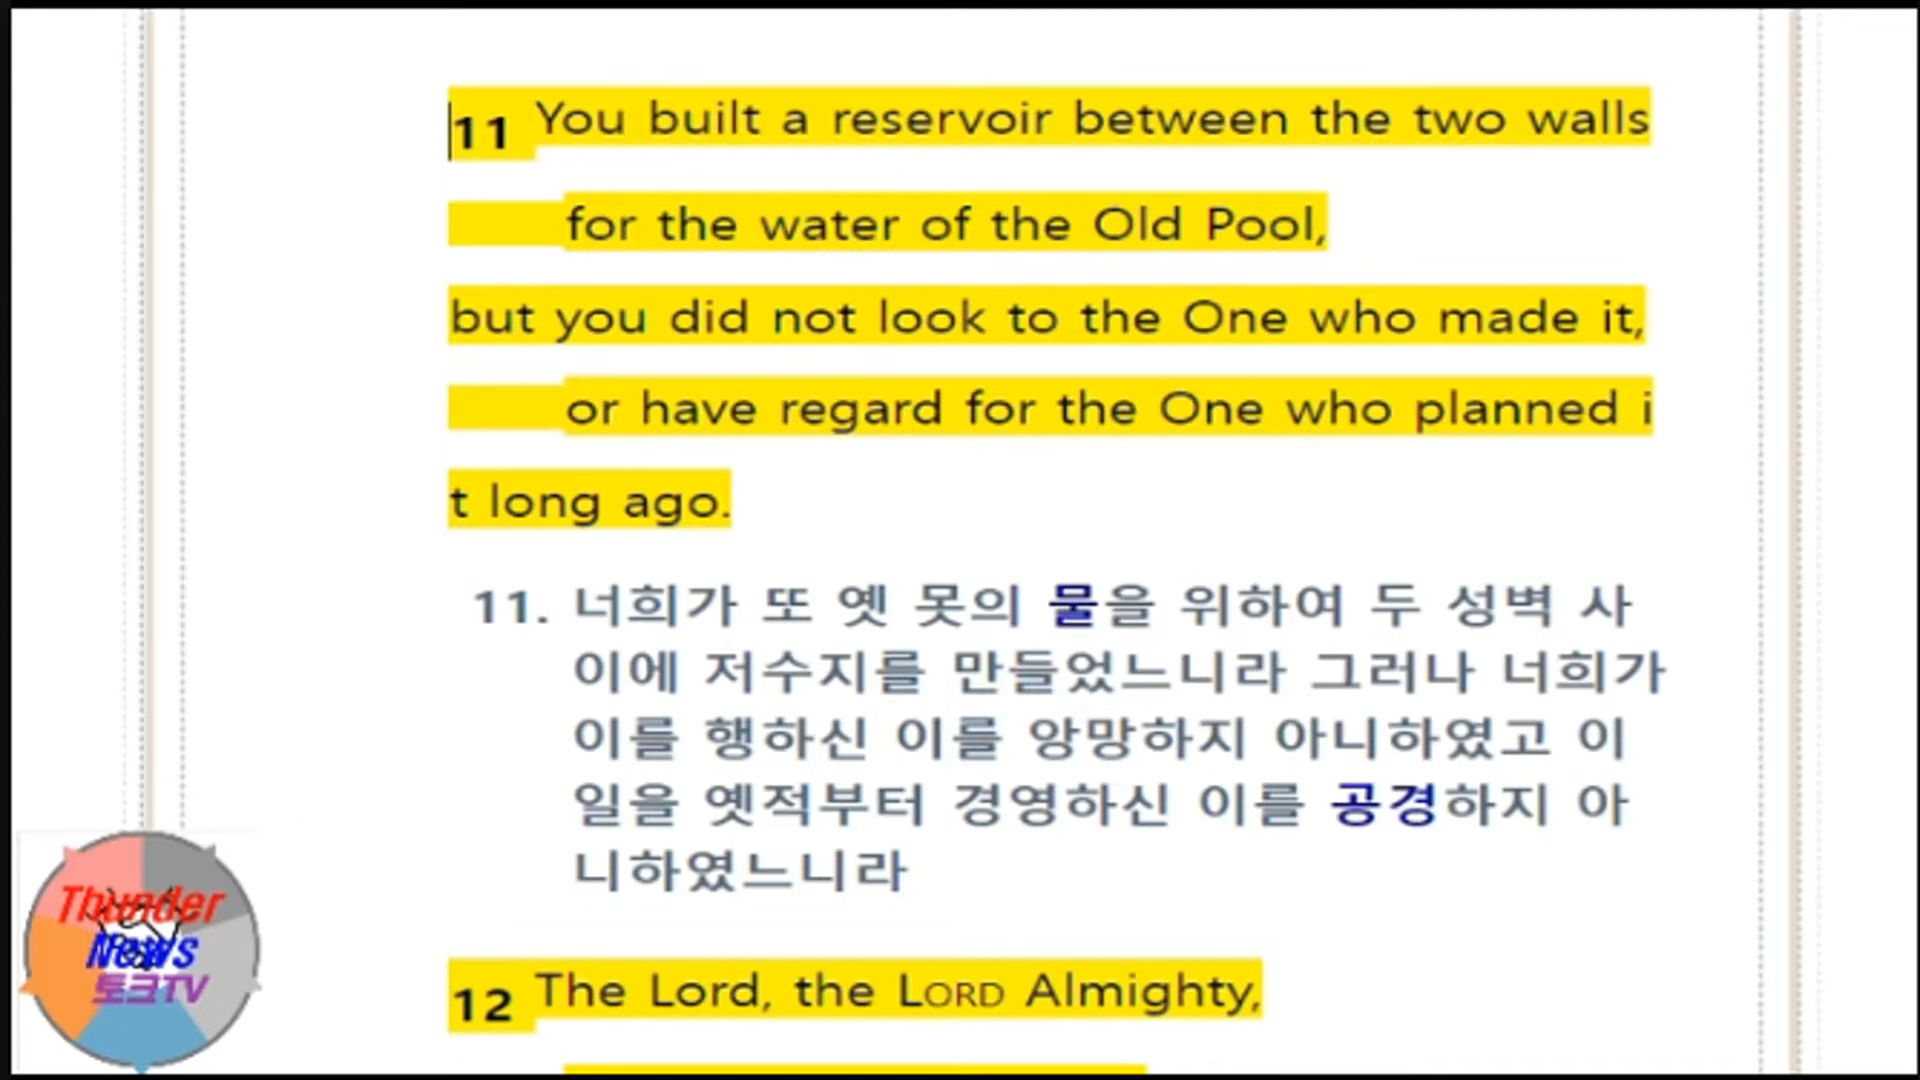 11 You built a reservoir between the two walls
for the water of the Old Pool,
but you did not look to the One who made it,
or have regard for the One who planned i
t long ago.
11. 너희가 또 옛 못의 물을 위하여 두 성벽 사
이에 저수지를 만들었느니라 그러나 너희가
이를 행하신 이를 앙망하지 아니하였고 이
일을 옛적부터 경영하신 이를 공경하지 아
니하였느니라
12 The Lord, the LORD Almighty,
Thunder
News
토크TV